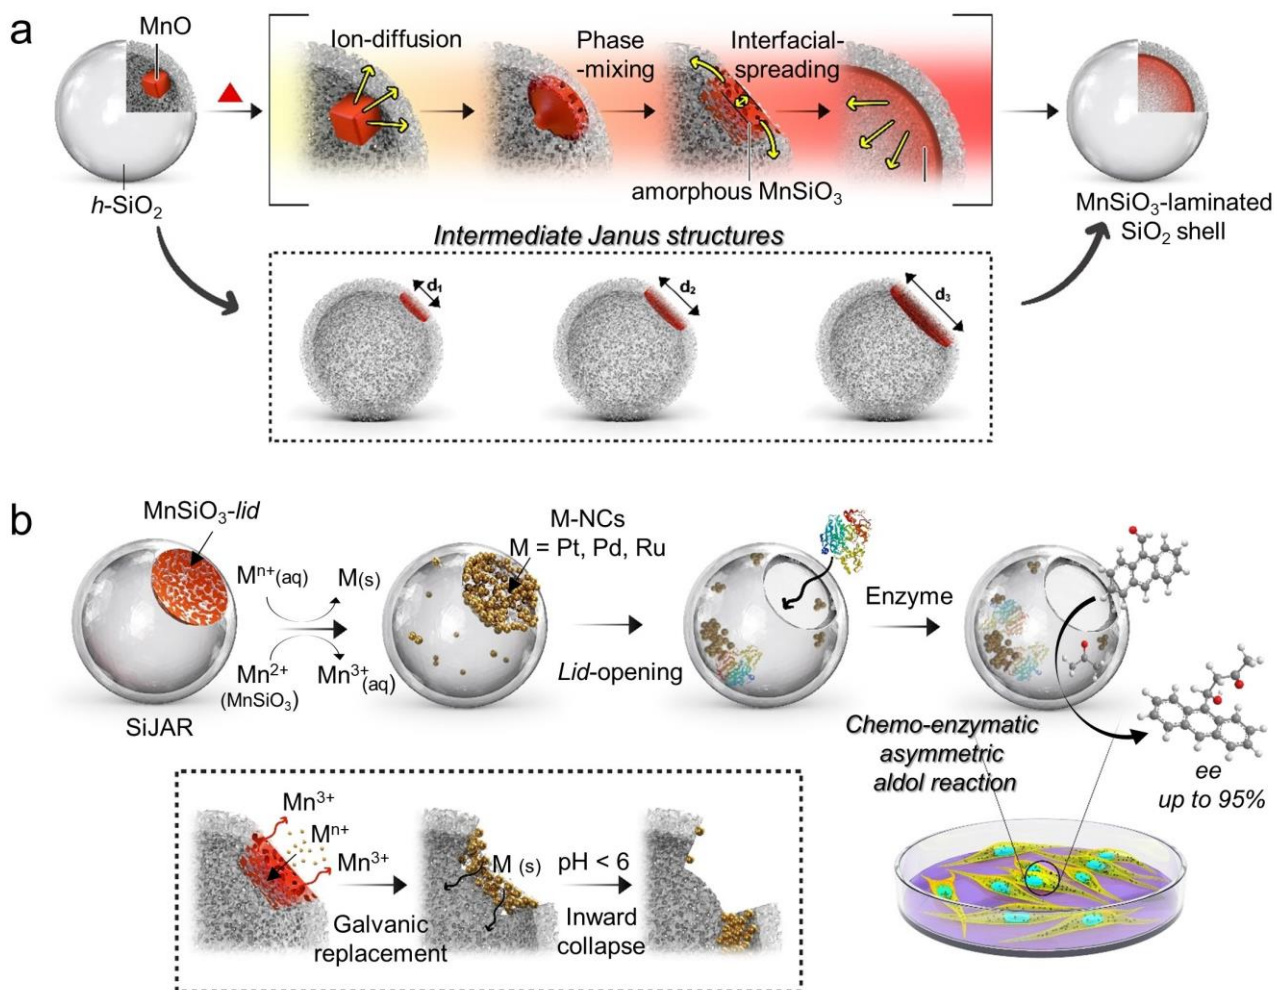 a
MnO
h-SiO₂
Ion-diffusion
Phase
-mixing
Interfacial-
spreading
amorphous MnSiO₃
MnSiO₃-laminated
SiO₂ shell
Intermediate Janus structures
d₁
d₂
d₃
b
MnSiO₃-lid
Mⁿ⁺(aq)
M(s)
Mn²⁺
(MnSiO₃)
Mn³⁺(aq)
SiJAR
M-NCs
M = Pt, Pd, Ru
Lid-opening
Enzyme
Chemo-enzymatic
asymmetric
aldol reaction
ee
up to 95%
Mn³⁺
Mⁿ⁺
Mn³⁺
Galvanic
replacement
M (s)
pH < 6
Inward
collapse